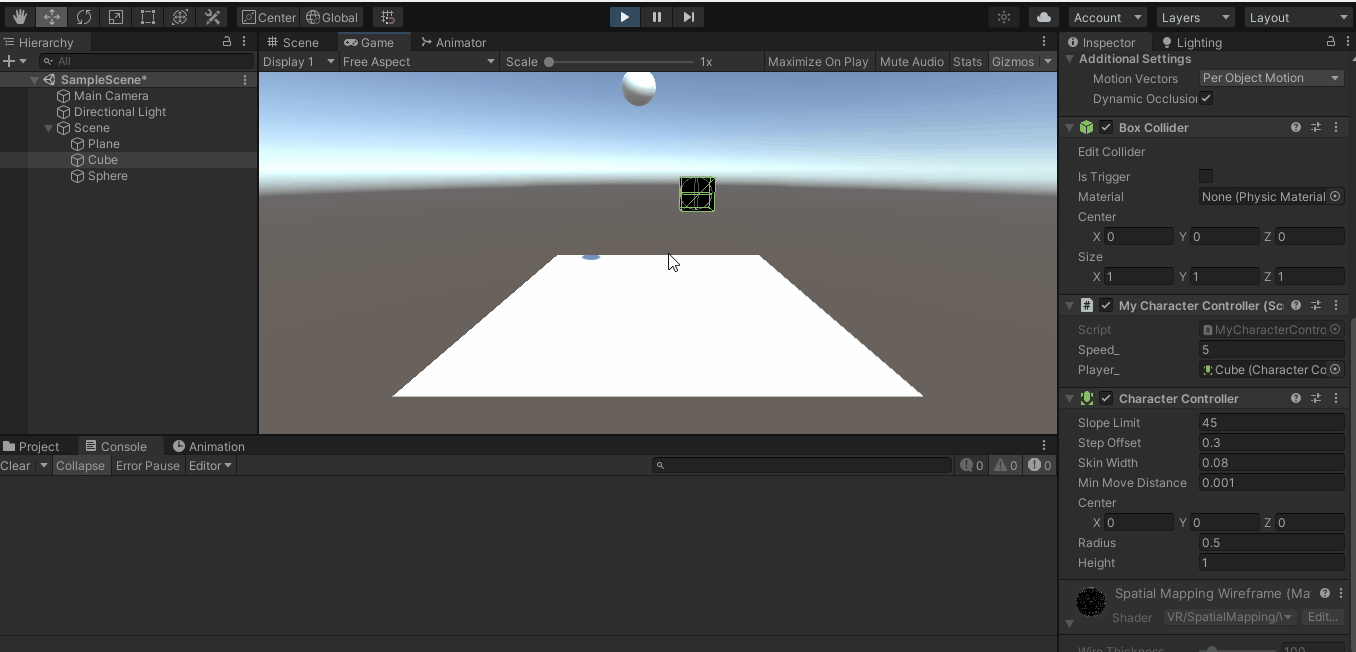 Center Global Account Layers Layout
Hierarchy
All
SampleScene*
Main Camera
Directional Light
Scene
Plane
Cube
Sphere
Scene Game Animator
Display 1 Free Aspect Scale 1x Maximize On Play Mute Audio Stats Gizmos
Project Console Animation
Clear Collapse Error Pause Editor 0 0 0
Inspector Lighting
Additional Settings
Motion Vectors Per Object Motion
Dynamic Occlusion
Box Collider
Edit Collider
Is Trigger
Material None (Physic Material
Center
X 0 Y 0 Z 0
Size
X 1 Y 1 Z 1
# My Character Controller (Sc
Script MyCharacterContro
Speed_ 5
Player_ Cube (Character Co
Character Controller
Slope Limit 45
Step Offset 0.3
Skin Width 0.08
Min Move Distance 0.001
Center
X 0 Y 0 Z 0
Radius 0.5
Height 1
Spatial Mapping Wireframe (Ma
Shader VR/SpatialMapping/ Edit...
Wire Thickness 100